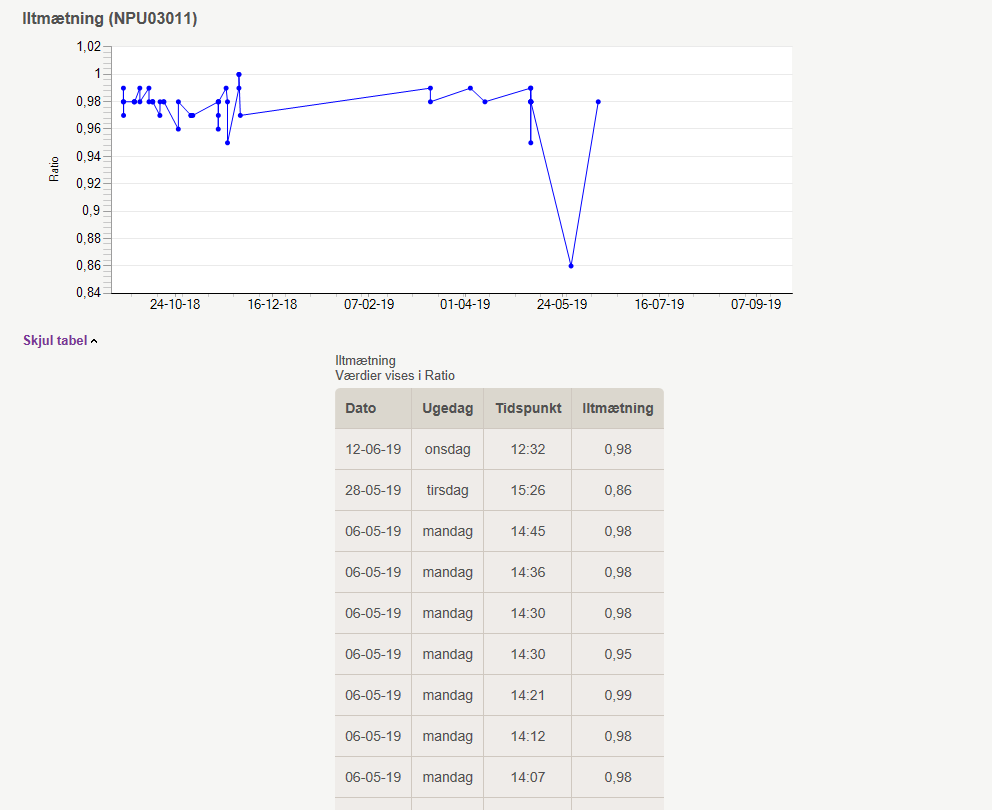 Iltmætning (NPU03011)
1,02
1
0,98
0,96
0,94
0,92
0,9
0,88
0,86
0,84
Ratio
24-10-18 16-12-18 07-02-19 01-04-19 24-05-19 16-07-19 07-09-19
Skjul tabel
Iltmætning
Værdier vises i Ratio
Dato Ugedag Tidspunkt Iltmætning
12-06-19 onsdag 12:32 0,98
28-05-19 tirsdag 15:26 0,86
06-05-19 mandag 14:45 0,98
06-05-19 mandag 14:36 0,98
06-05-19 mandag 14:30 0,98
06-05-19 mandag 14:30 0,95
06-05-19 mandag 14:21 0,99
06-05-19 mandag 14:12 0,98
06-05-19 mandag 14:07 0,98